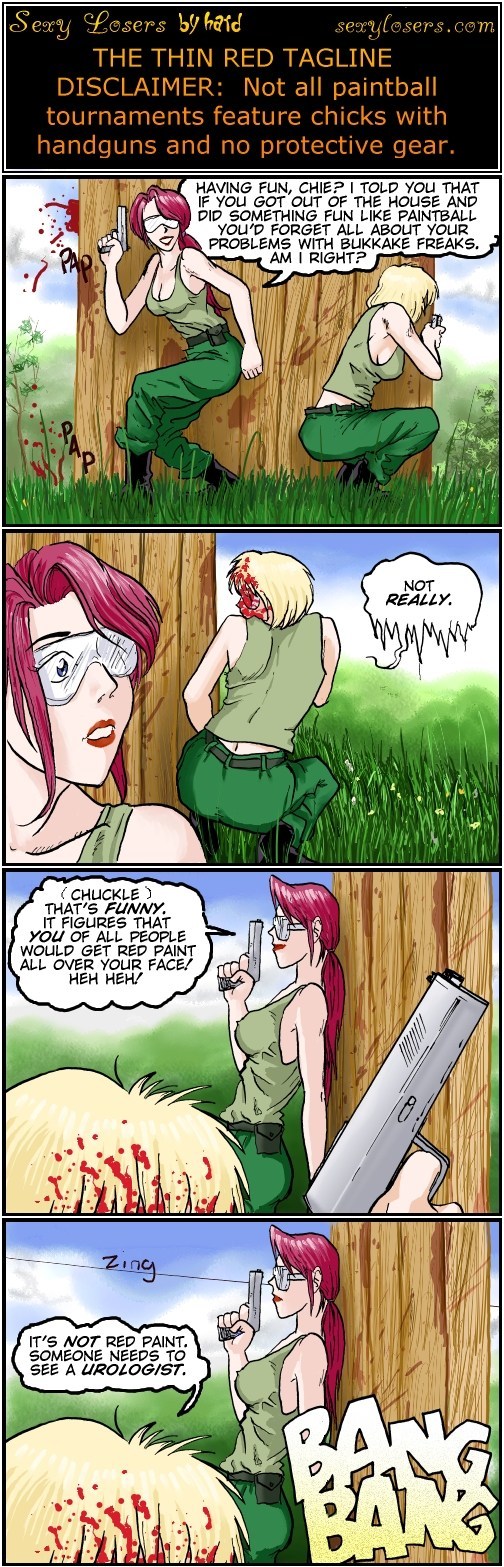 Sexy Losers by hard sexylosers.com
THE THIN RED TAGLINE
DISCLAIMER: Not all paintball
tournaments feature chicks with
handguns and no protective gear.
HAVING FUN, CHIE? I TOLD YOU THAT
IF YOU GOT OUT OF THE HOUSE AND
DID SOMETHING FUN LIKE PAINTBALL
YOU'D FORGET ALL ABOUT YOUR
PROBLEMS WITH BUKKAKE FREAKS.
AM I RIGHT?
PAP
PAP
NOT
REALLY.
(CHUCKLE)
THAT'S FUNNY.
IT FIGURES THAT
YOU OF ALL PEOPLE
WOULD GET RED PAINT
ALL OVER YOUR FACE!
HEH HEH!
Zing
IT'S NOT RED PAINT.
SOMEONE NEEDS TO
SEE A UROLOGIST.
BANG
BANG